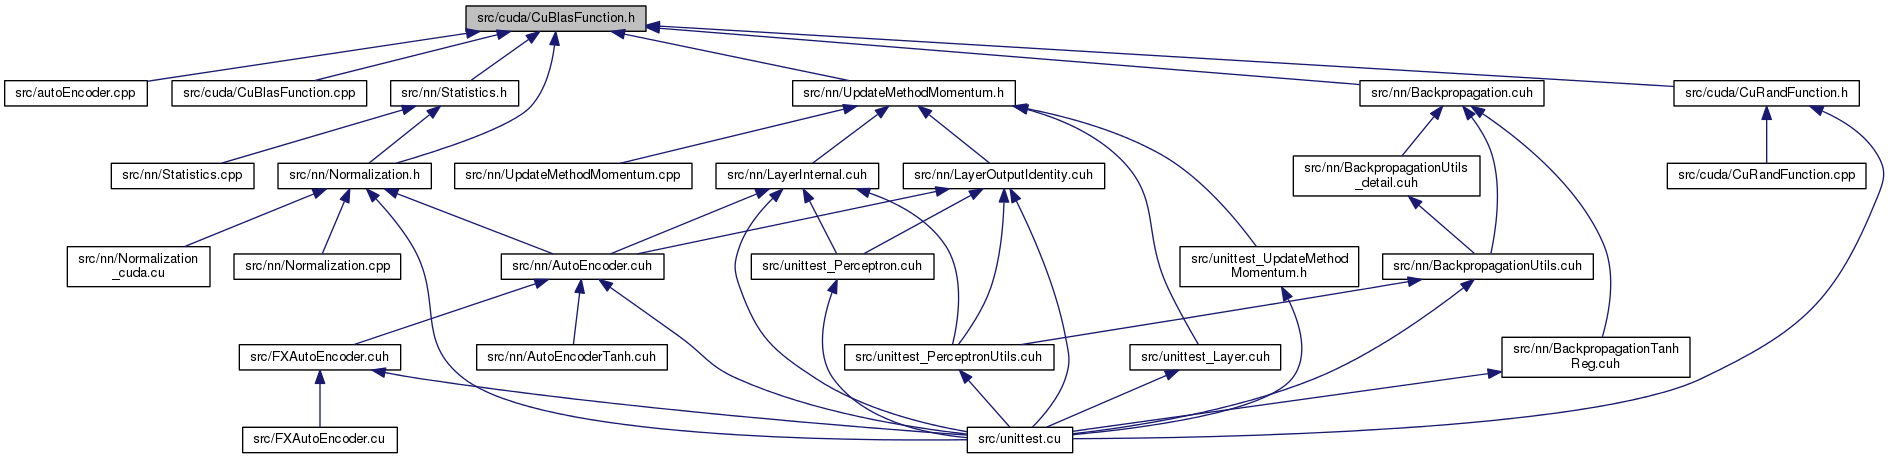 src/cuda/CuBlasFunction.h
src/autoEncoder.cpp
src/cuda/CuBlasFunction.cpp
src/nn/Statistics.h
src/nn/UpdateMethodMomentum.h
src/nn/Backpropagation.cuh
src/cuda/CuRandFunction.h
src/nn/Statistics.cpp
src/nn/Normalization.h
src/nn/UpdateMethodMomentum.cpp
src/nn/LayerInternal.cuh
src/nn/LayerOutputIdentity.cuh
src/nn/BackpropagationUtils
_detail.cuh
src/cuda/CuRandFunction.cpp
src/nn/Normalization
_cuda.cu
src/nn/Normalization.cpp
src/nn/AutoEncoder.cuh
src/unittest_Perceptron.cuh
src/unittest_UpdateMethod
Momentum.h
src/nn/BackpropagationUtils.cuh
src/FXAutoEncoder.cuh
src/nn/AutoEncoderTanh.cuh
src/unittest_PerceptronUtils.cuh
src/unittest_Layer.cuh
src/nn/BackpropagationTanh
Reg.cuh
src/FXAutoEncoder.cu
src/unittest.cu